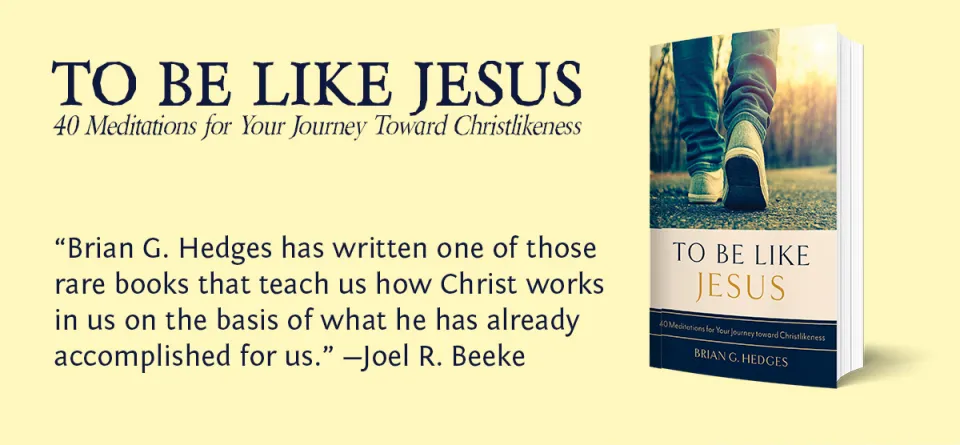 TO BE LIKE JESUS
40 Meditations for Your Journey Toward Christlikeness
“Brian G. Hedges has written one of those
rare books that teach us how Christ works
in us on the basis of what he has already
accomplished for us.” —Joel R. Beeke
TO BE LIKE
JESUS
40 Meditations for Your Journey toward Christlikeness
BRIAN G. HEDGES